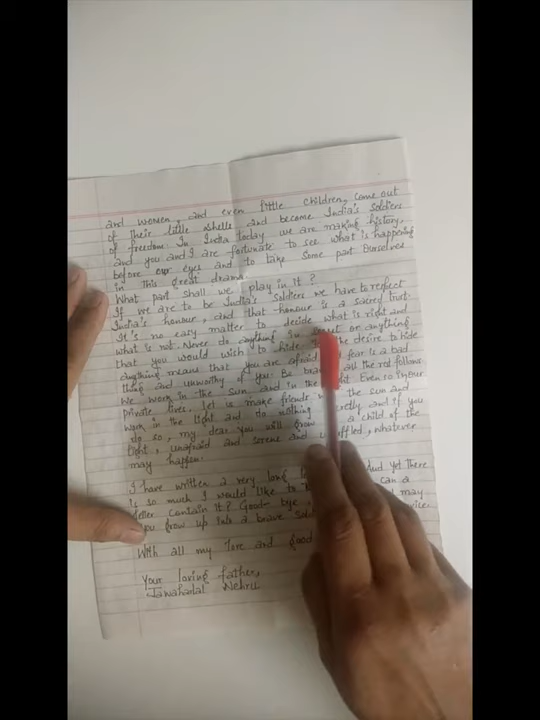 and women, and even little children, come out
of their little shells and become India's soldiers
of freedom. In India today we are making history,
and you and I are fortunate to see what is happening
before our eyes and to take some part ourselves
in this great drama.
What part shall we play in it?
If we are to be India's soldiers we have to respect
India's honour, and that honour is a sacred trust.
It's no easy matter to decide what is right and
what is not. Never do anything in or anything
that you would wish to hide the desire to hide
anything means that you are afraid fear is a bad
thing and unworthy of you. Be brave all the rest follows.
We work in the sun and in the Even so in our
private lives, let us make friends the sun and
work in the light and do nothing secretly and if you
do so, my dear you will grow a child of the
light, unafraid and serene and whatever
may happen.
I have written a very long And yet there
is so much I would like to can a
letter contain it? Good-bye may
you grow up into a brave
With all my love and good
Your loving father,
Jawaharlal Nehru